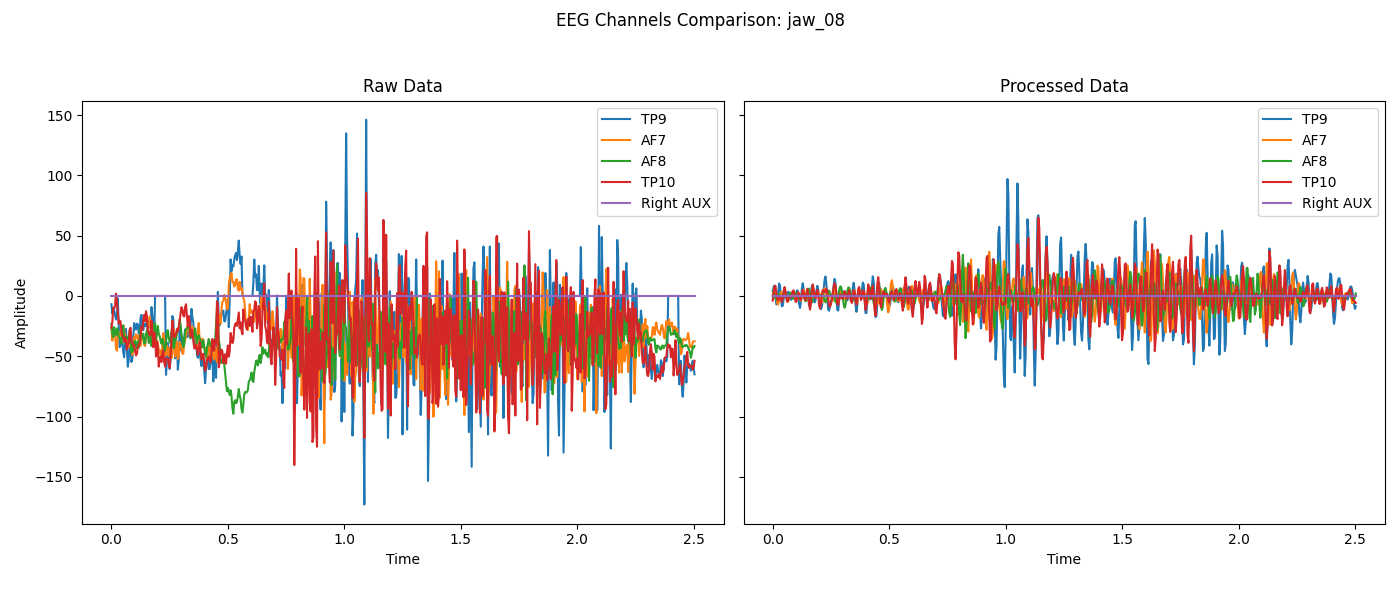 EEG Channels Comparison: jaw_08
Raw Data
Processed Data
150
100
50
0
−50
−100
−150
Amplitude
TP9
AF7
AF8
TP10
Right AUX
TP9
AF7
AF8
TP10
Right AUX
0.0 0.5 1.0 1.5 2.0 2.5
0.0 0.5 1.0 1.5 2.0 2.5
Time
Time